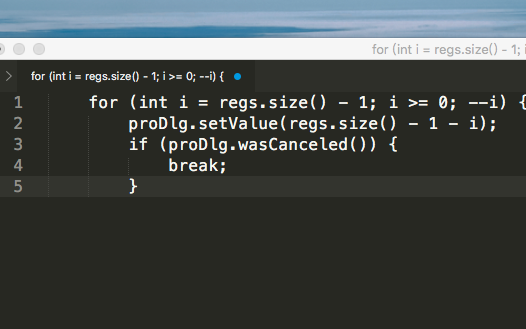 for (int i = regs.size() - 1; i
for (int i = regs.size() - 1; i >= 0; --i) {
1 for (int i = regs.size() - 1; i >= 0; --i) {
2 proDlg.setValue(regs.size() - 1 - i);
3 if (proDlg.wasCanceled()) {
4 break;
5 }